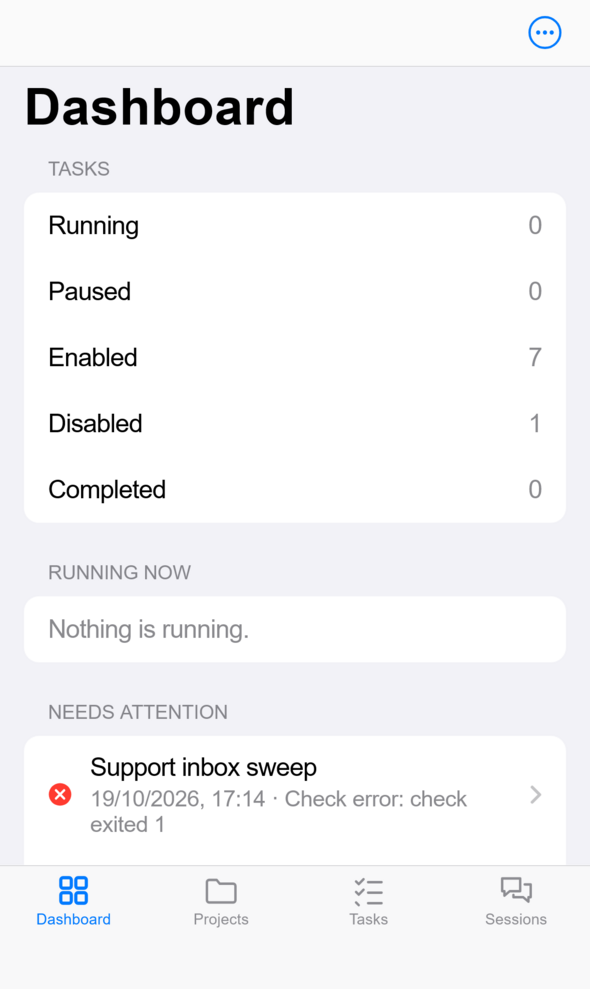 Dashboard
TASKS
Running 0
Paused 0
Enabled 7
Disabled 1
Completed 0
RUNNING NOW
Nothing is running.
NEEDS ATTENTION
Support inbox sweep
19/10/2026, 17:14 · Check error: check
exited 1
Dashboard Projects Tasks Sessions